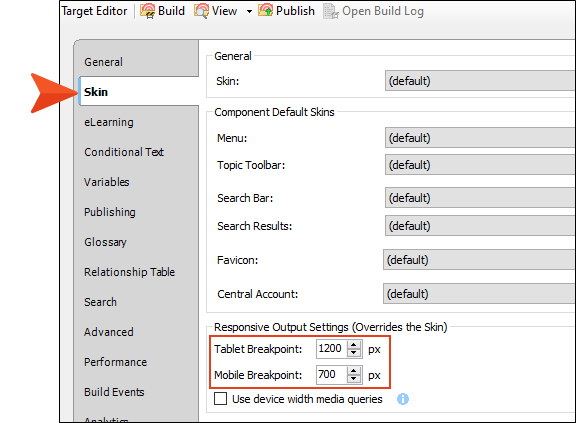 Target Editor Build View Publish Open Build Log
General
Skin
eLearning
Conditional Text
Variables
Publishing
Glossary
Relationship Table
Search
Advanced
Performance
Build Events
Analytics
General
Skin: (default)
Component Default Skins
Menu: (default)
Topic Toolbar: (default)
Search Bar: (default)
Search Results: (default)
Favicon: (default)
Central Account: (default)
Responsive Output Settings (Overrides the Skin)
Tablet Breakpoint: 1200 px
Mobile Breakpoint: 700 px
Use device width media queries